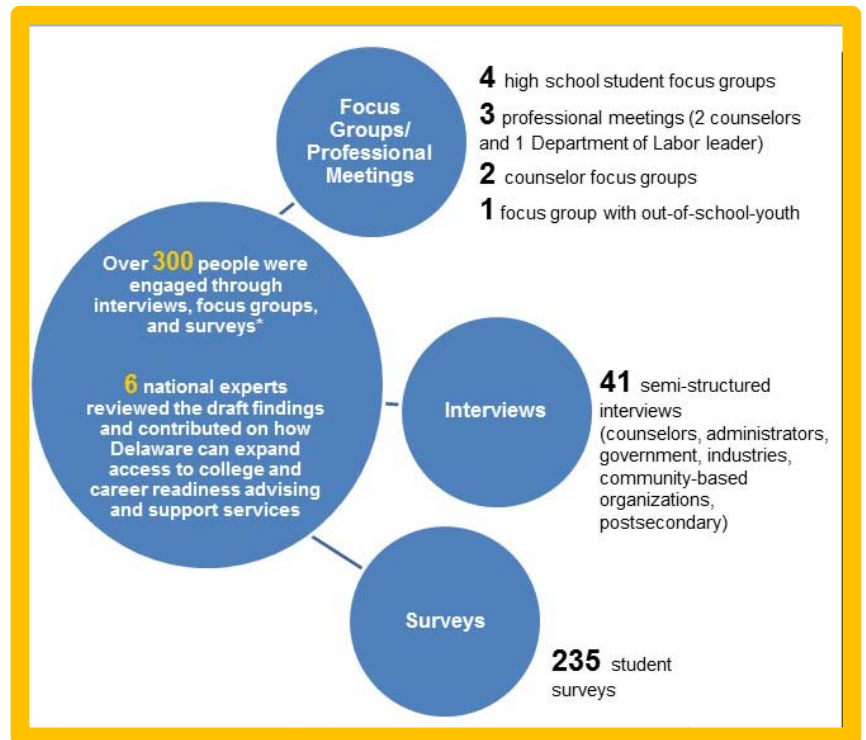 Focus
Groups/
Professional
Meetings
4 high school student focus groups
3 professional meetings (2 counselors
and 1 Department of Labor leader)
2 counselor focus groups
1 focus group with out-of-school-youth
Over 300 people were
engaged through
interviews, focus groups,
and surveys*
6 national experts
reviewed the draft findings
and contributed on how
Delaware can expand
access to college and
career readiness advising
and support services
Interviews
41 semi-structured
interviews
(counselors, administrators,
government, industries,
community-based
organizations,
postsecondary)
Surveys
235 student
surveys